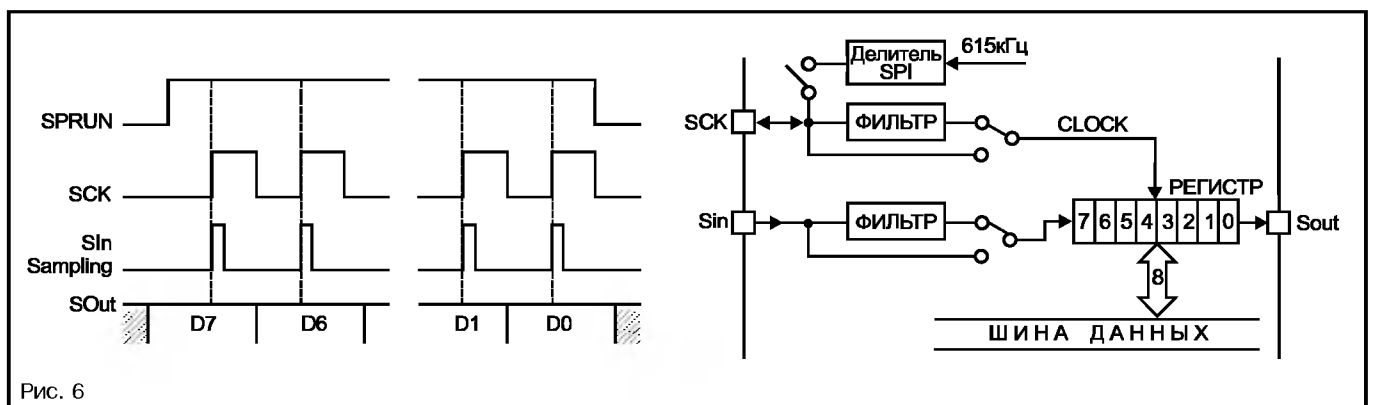 SPRUN
SCK
SIn
Sampling
SOut
D7 D6 D1 D0
Делитель
SPI
615кГц
SCK
ФИЛЬТР
CLOCK
РЕГИСТР
Sin
ФИЛЬТР
7 6 5 4 3 2 1 0
Sout
8
ШИНА ДАННЫХ
Рис. 6